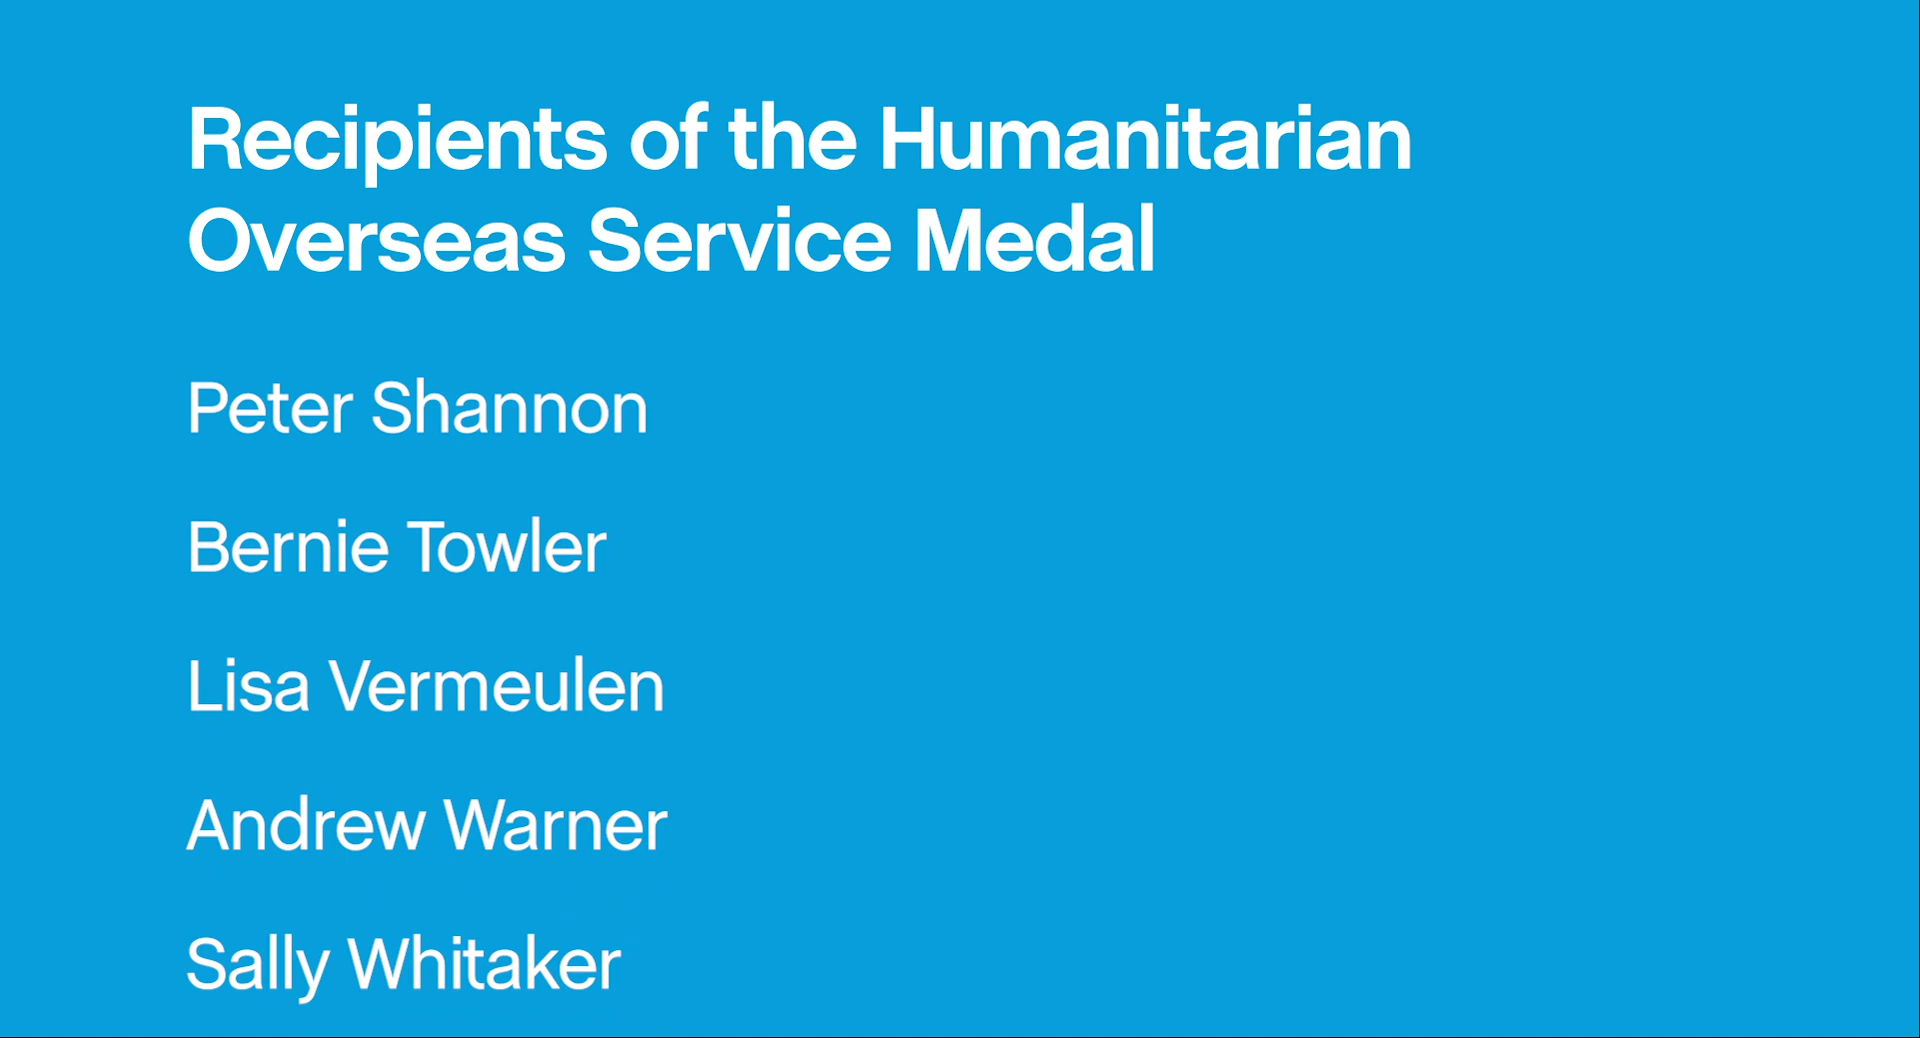 Recipients of the Humanitarian
Overseas Service Medal
Peter Shannon
Bernie Towler
Lisa Vermeulen
Andrew Warner
Sally Whitaker